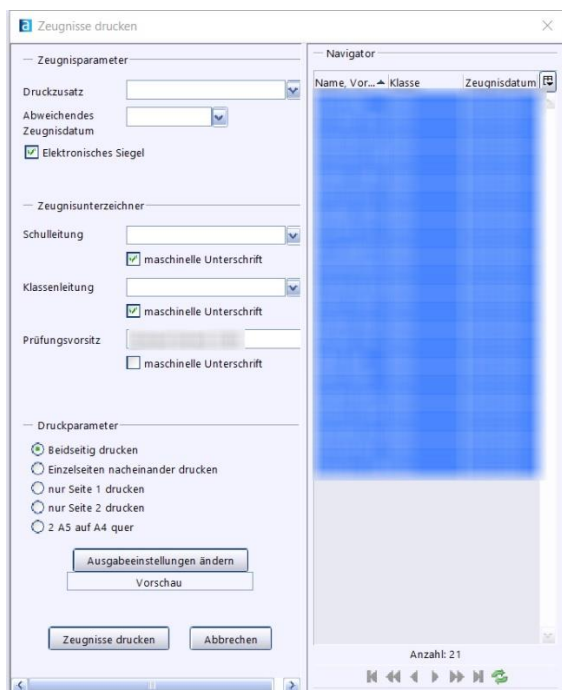 Zeugnisse drucken
Zeugnisparameter
Druckzusatz
Abweichendes
Zeugnisdatum
Elektronisches Siegel
Zeugnisunterzeichner
Schulleitung
maschinelle Unterschrift
Klassenleitung
maschinelle Unterschrift
Prüfungsvorsitz
maschinelle Unterschrift
Druckparameter
Beidseitig drucken
Einzelseiten nacheinander drucken
nur Seite 1 drucken
nur Seite 2 drucken
2 A5 auf A4 quer
Ausgabeeinstellungen ändern
Vorschau
Zeugnisse drucken Abbrechen
Navigator
Name, Vor... Klasse Zeugnisdatum
Anzahl: 21